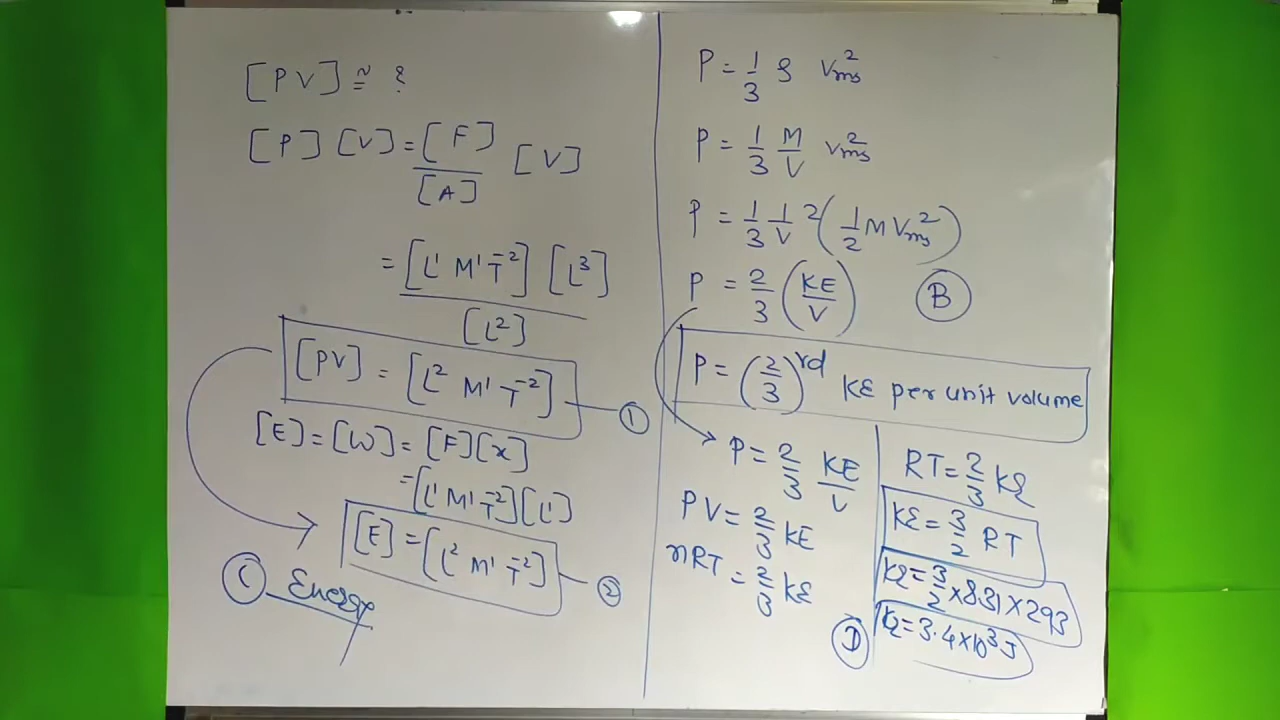 [PV] ≃ ?
[P] [V] = [F] / [A] [V]
= [L¹ M¹ T⁻²] [L³] / [L²]
[PV] = [L² M¹ T⁻²] — ①
[E] = [W] = [F][x]
= [L¹ M¹ T⁻²][L¹]
[E] = [L² M¹ T⁻²] — ②
Ⓒ Energy
P = 1/3 ρ Vrms²
P = 1/3 M/V Vrms²
P = 1/3 1/V 2(1/2 M Vrms²)
P = 2/3 (KE/V) Ⓑ
P = (2/3)rd KE per unit volume
P = 2/3 KE/V
PV = 2/3 KE
nRT = 2/3 KE
Ⓓ
RT = 2/3 KE
KE = 3/2 RT
KE = 3/2 × 8.31 × 293
KE = 3.4 × 10³ J